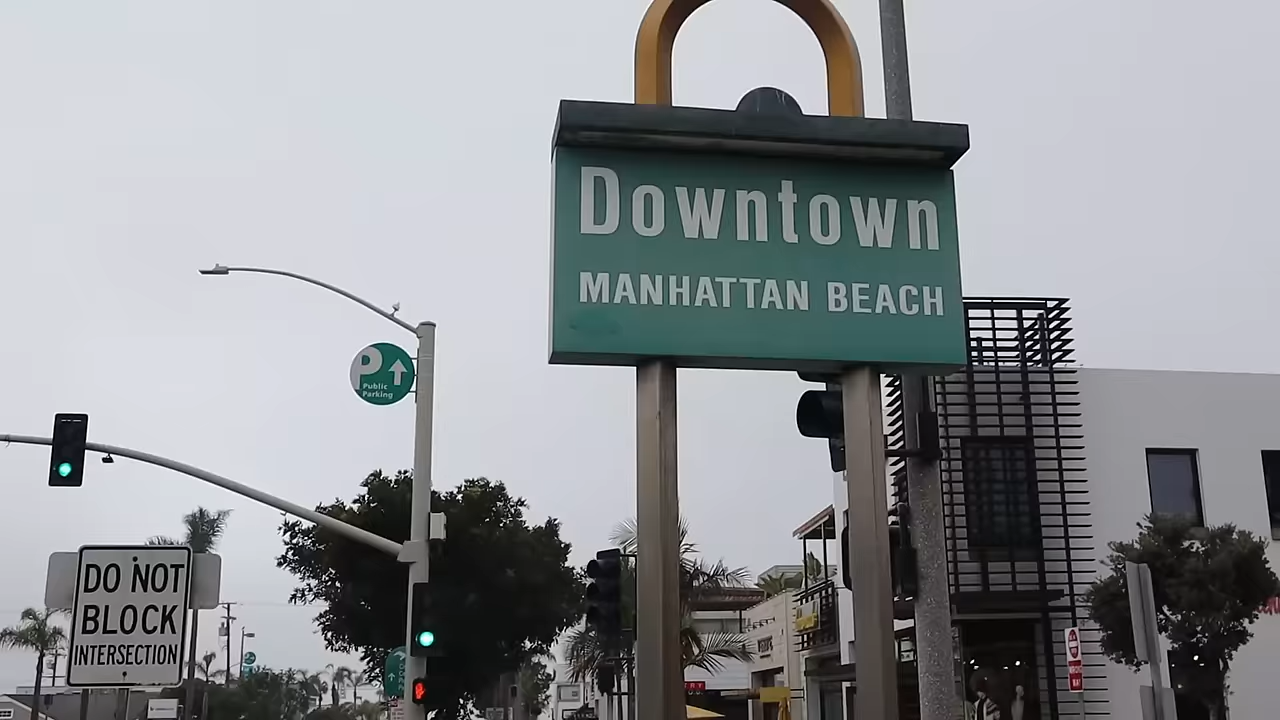 Downtown
MANHATTAN BEACH
P
Public
Parking
DO NOT
BLOCK
INTERSECTION